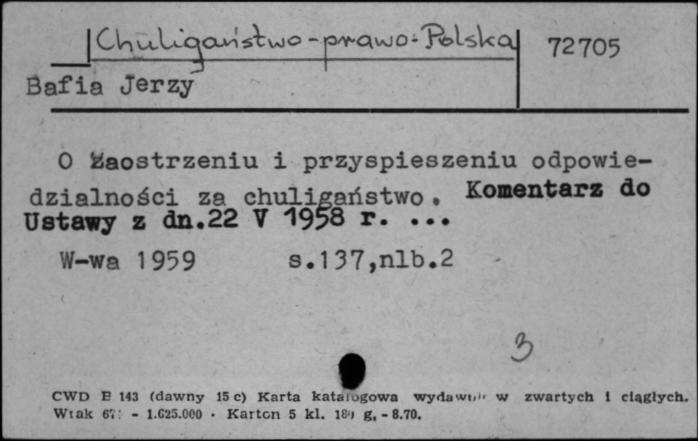 Chuligaństwo-prawo-Polska 72705
Bafia Jerzy
O zaostrzeniu i przyspieszeniu odpowie-
dzialności za chuligaństwo. Komentarz do
Ustawy z dn.22 V 1958 r. ...
W-wa 1959 s.137,nlb.2
3
CWD E 143 (dawny 15 c) Karta katalogowa w zwartych i ciągłych.
- 1.625.000 · Karton 5 kl. g, - 8.70.